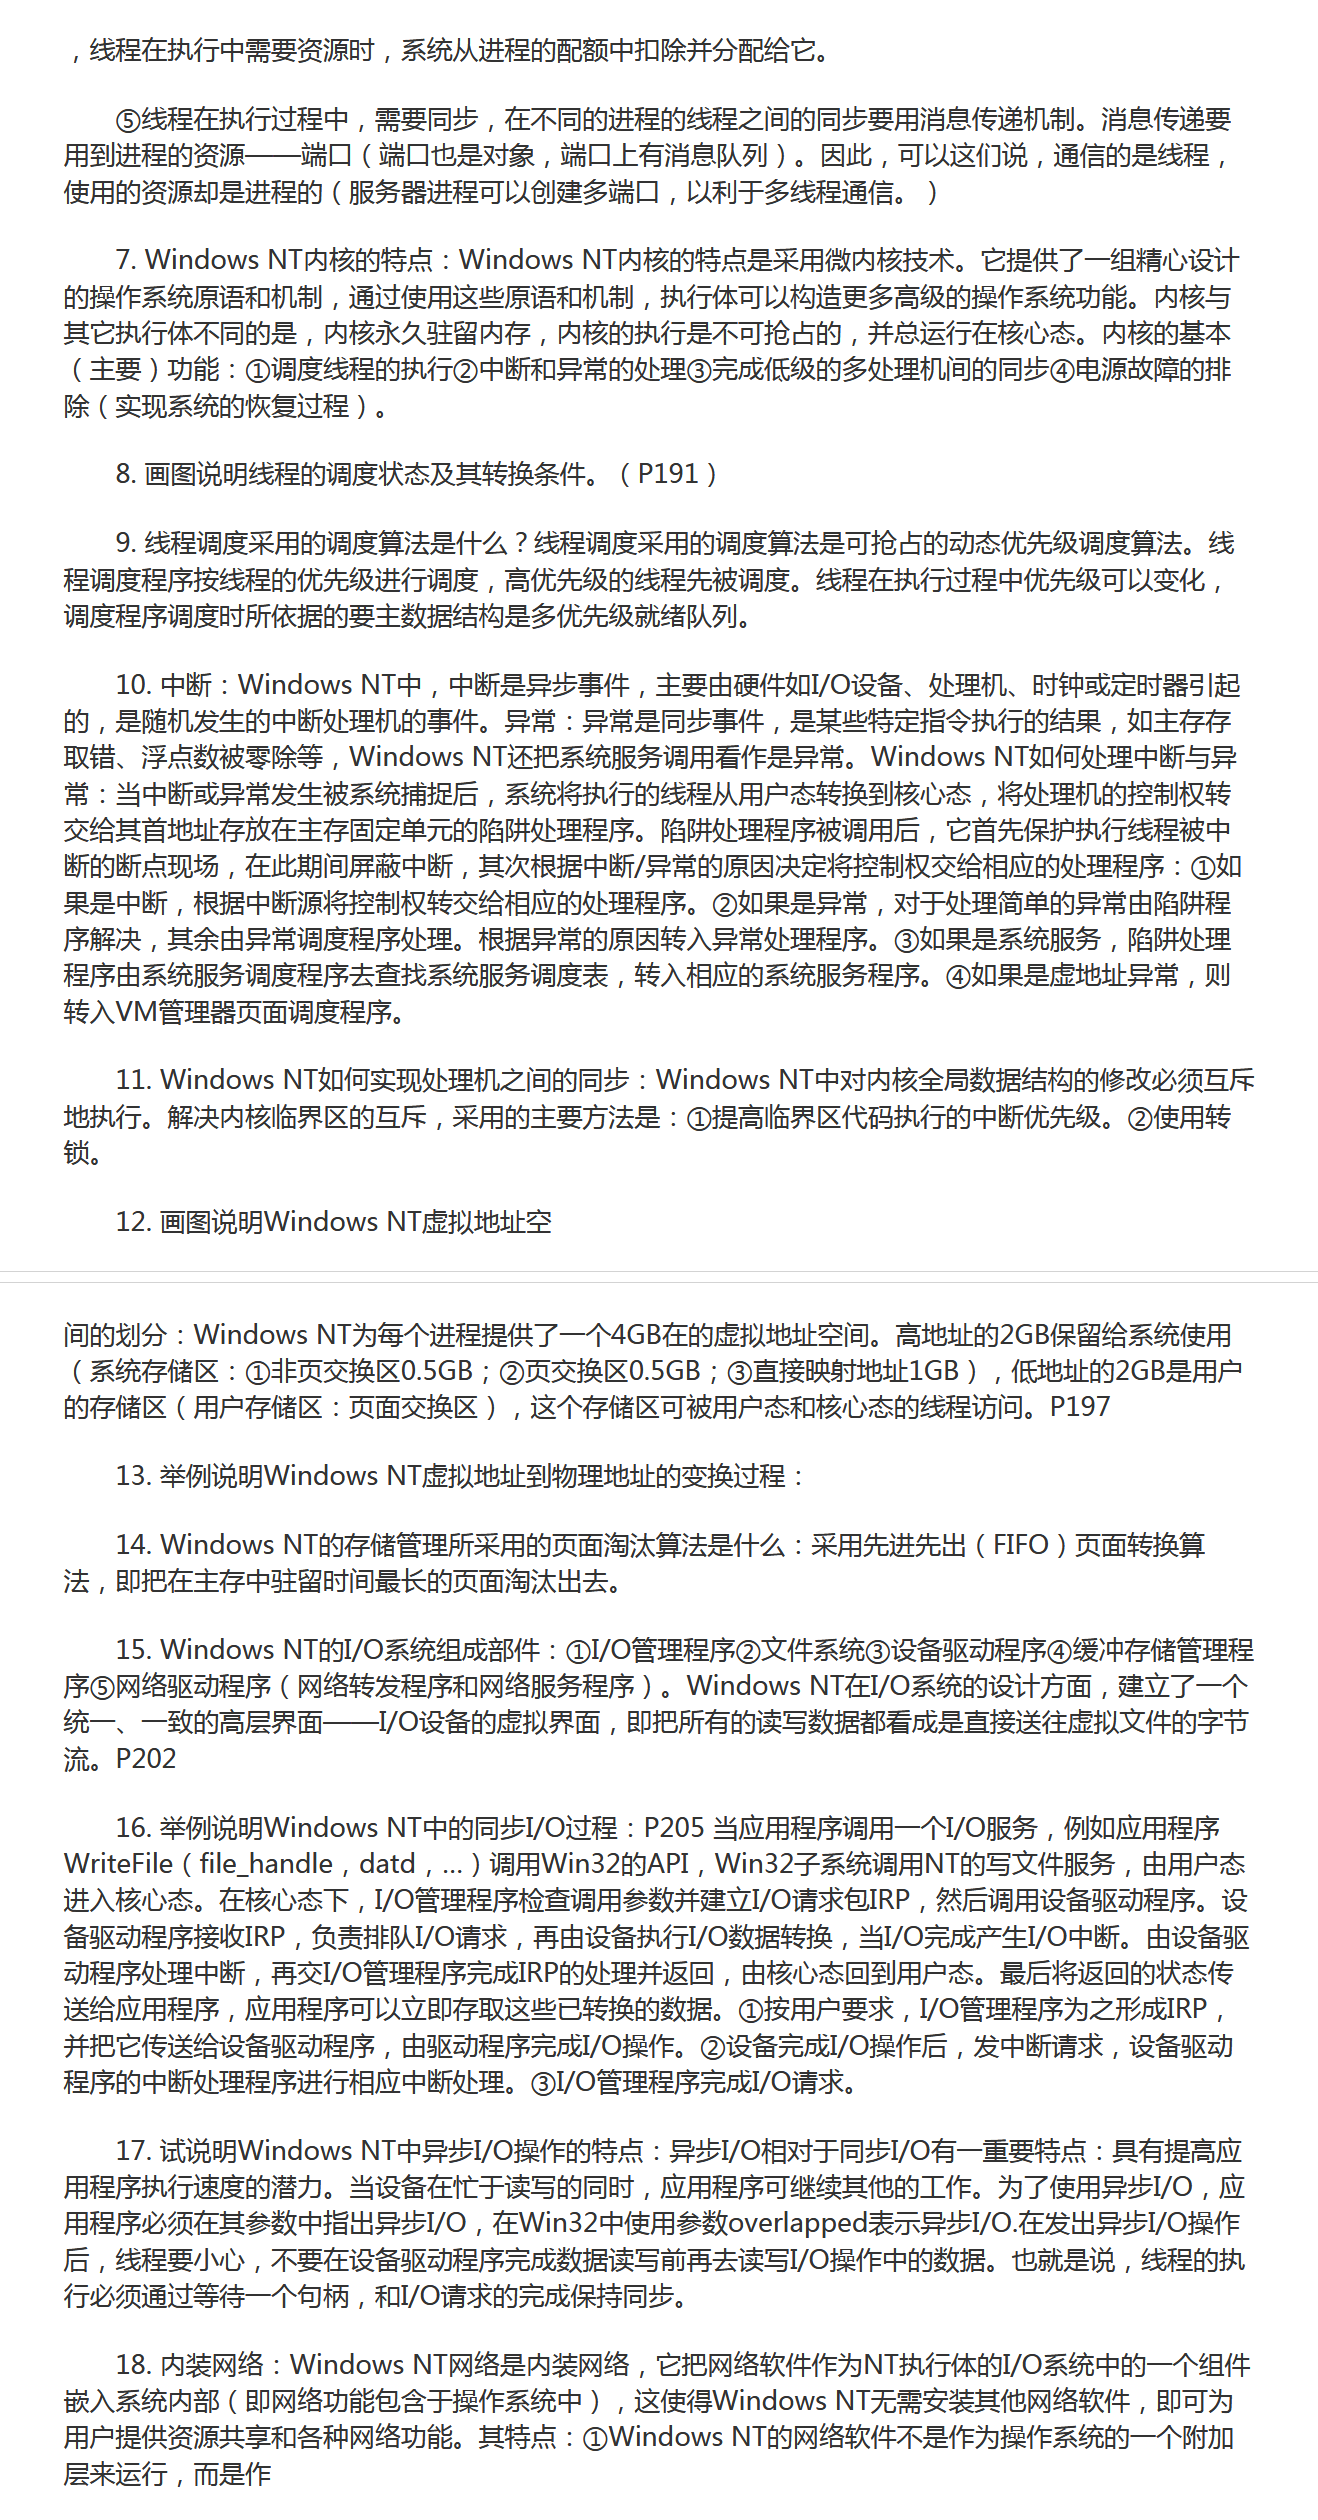 ，线程在执行中需要资源时，系统从进程的配额中扣除并分配给它。
⑤线程在执行过程中，需要同步，在不同的进程的线程之间的同步要用消息传递机制。消息传递要
用到进程的资源——端口（端口也是对象，端口上有消息队列）。因此，可以这们说，通信的是线程，
使用的资源却是进程的（服务器进程可以创建多端口，以利于多线程通信。）
7. Windows NT内核的特点：Windows NT内核的特点是采用微内核技术。它提供了一组精心设计
的操作系统原语和机制，通过使用这些原语和机制，执行体可以构造更多高级的操作系统功能。内核与
其它执行体不同的是，内核永久驻留内存，内核的执行是不可抢占的，并总运行在核心态。内核的基本
（主要）功能：①调度线程的执行②中断和异常的处理③完成低级的多处理机间的同步④电源故障的排
除（实现系统的恢复过程）。
8. 画图说明线程的调度状态及其转换条件。（P191）
9. 线程调度采用的调度算法是什么？线程调度采用的调度算法是可抢占的动态优先级调度算法。线
程调度程序按线程的优先级进行调度，高优先级的线程先被调度。线程在执行过程中优先级可以变化，
调度程序调度时所依据的要主数据结构是多优先级就绪队列。
10. 中断：Windows NT中，中断是异步事件，主要由硬件如I/O设备、处理机、时钟或定时器引起
的，是随机发生的中断处理机的事件。异常：异常是同步事件，是某些特定指令执行的结果，如主存存
取错、浮点数被零除等，Windows NT还把系统服务调用看作是异常。Windows NT如何处理中断与异
常：当中断或异常发生被系统捕捉后，系统将执行的线程从用户态转换到核心态，将处理机的控制权转
交给其首地址存放在主存固定单元的陷阱处理程序。陷阱处理程序被调用后，它首先保护执行线程被中
断的断点现场，在此期间屏蔽中断，其次根据中断/异常的原因决定将控制权交给相应的处理程序：①如
果是中断，根据中断源将控制权转交给相应的处理程序。②如果是异常，对于处理简单的异常由陷阱程
序解决，其余由异常调度程序处理。根据异常的原因转入异常处理程序。③如果是系统服务，陷阱处理
程序由系统服务调度程序去查找系统服务调度表，转入相应的系统服务程序。④如果是虚地址异常，则
转入VM管理器页面调度程序。
11. Windows NT如何实现处理机之间的同步：Windows NT中对内核全局数据结构的修改必须互斥
地执行。解决内核临界区的互斥，采用的主要方法是：①提高临界区代码执行的中断优先级。②使用转
锁。
12. 画图说明Windows NT虚拟地址空
间的划分：Windows NT为每个进程提供了一个4GB在的虚拟地址空间。高地址的2GB保留给系统使用
（系统存储区：①非页交换区0.5GB；②页交换区0.5GB；③直接映射地址1GB），低地址的2GB是用户
的存储区（用户存储区：页面交换区），这个存储区可被用户态和核心态的线程访问。P197
13. 举例说明Windows NT虚拟地址到物理地址的变换过程：
14. Windows NT的存储管理所采用的页面淘汰算法是什么：采用先进先出（FIFO）页面转换算
法，即把在主存中驻留时间最长的页面淘汰出去。
15. Windows NT的I/O系统组成部件：①I/O管理程序②文件系统③设备驱动程序④缓冲存储管理程
序⑤网络驱动程序（网络转发程序和网络服务程序）。Windows NT在I/O系统的设计方面，建立了一个
统一、一致的高层界面——I/O设备的虚拟界面，即把所有的读写数据都看成是直接送往虚拟文件的字节
流。P202
16. 举例说明Windows NT中的同步I/O过程：P205 当应用程序调用一个I/O服务，例如应用程序
WriteFile（file_handle，datd，…）调用Win32的API，Win32子系统调用NT的写文件服务，由用户态
进入核心态。在核心态下，I/O管理程序检查调用参数并建立I/O请求包IRP，然后调用设备驱动程序。设
备驱动程序接收IRP，负责排队I/O请求，再由设备执行I/O数据转换，当I/O完成产生I/O中断。由设备驱
动程序处理中断，再交I/O管理程序完成IRP的处理并返回，由核心态回到用户态。最后将返回的状态传
送给应用程序，应用程序可以立即存取这些已转换的数据。①按用户要求，I/O管理程序为之形成IRP，
并把它传送给设备驱动程序，由驱动程序完成I/O操作。②设备完成I/O操作后，发中断请求，设备驱动
程序的中断处理程序进行相应中断处理。③I/O管理程序完成I/O请求。
17. 试说明Windows NT中异步I/O操作的特点：异步I/O相对于同步I/O有一重要特点：具有提高应
用程序执行速度的潜力。当设备在忙于读写的同时，应用程序可继续其他的工作。为了使用异步I/O，应
用程序必须在其参数中指出异步I/O，在Win32中使用参数overlapped表示异步I/O.在发出异步I/O操作
后，线程要小心，不要在设备驱动程序完成数据读写前再去读写I/O操作中的数据。也就是说，线程的执
行必须通过等待一个句柄，和I/O请求的完成保持同步。
18. 内装网络：Windows NT网络是内装网络，它把网络软件作为NT执行体的I/O系统中的一个组件
嵌入系统内部（即网络功能包含于操作系统中），这使得Windows NT无需安装其他网络软件，即可为
用户提供资源共享和各种网络功能。其特点：①Windows NT的网络软件不是作为操作系统的一个附加
层来运行，而是作